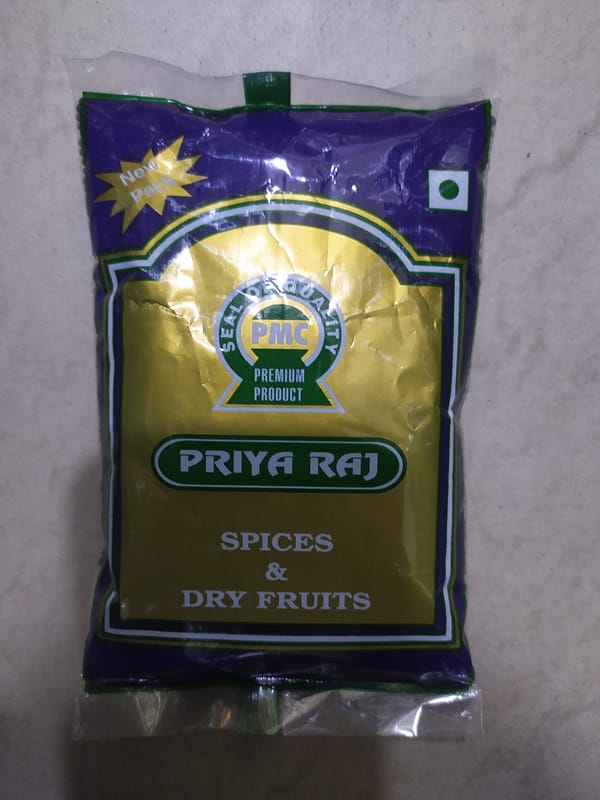 New
Pack
SEAL OF QUALITY
PMC
PREMIUM
PRODUCT
PRIYA RAJ
SPICES
&
DRY FRUITS